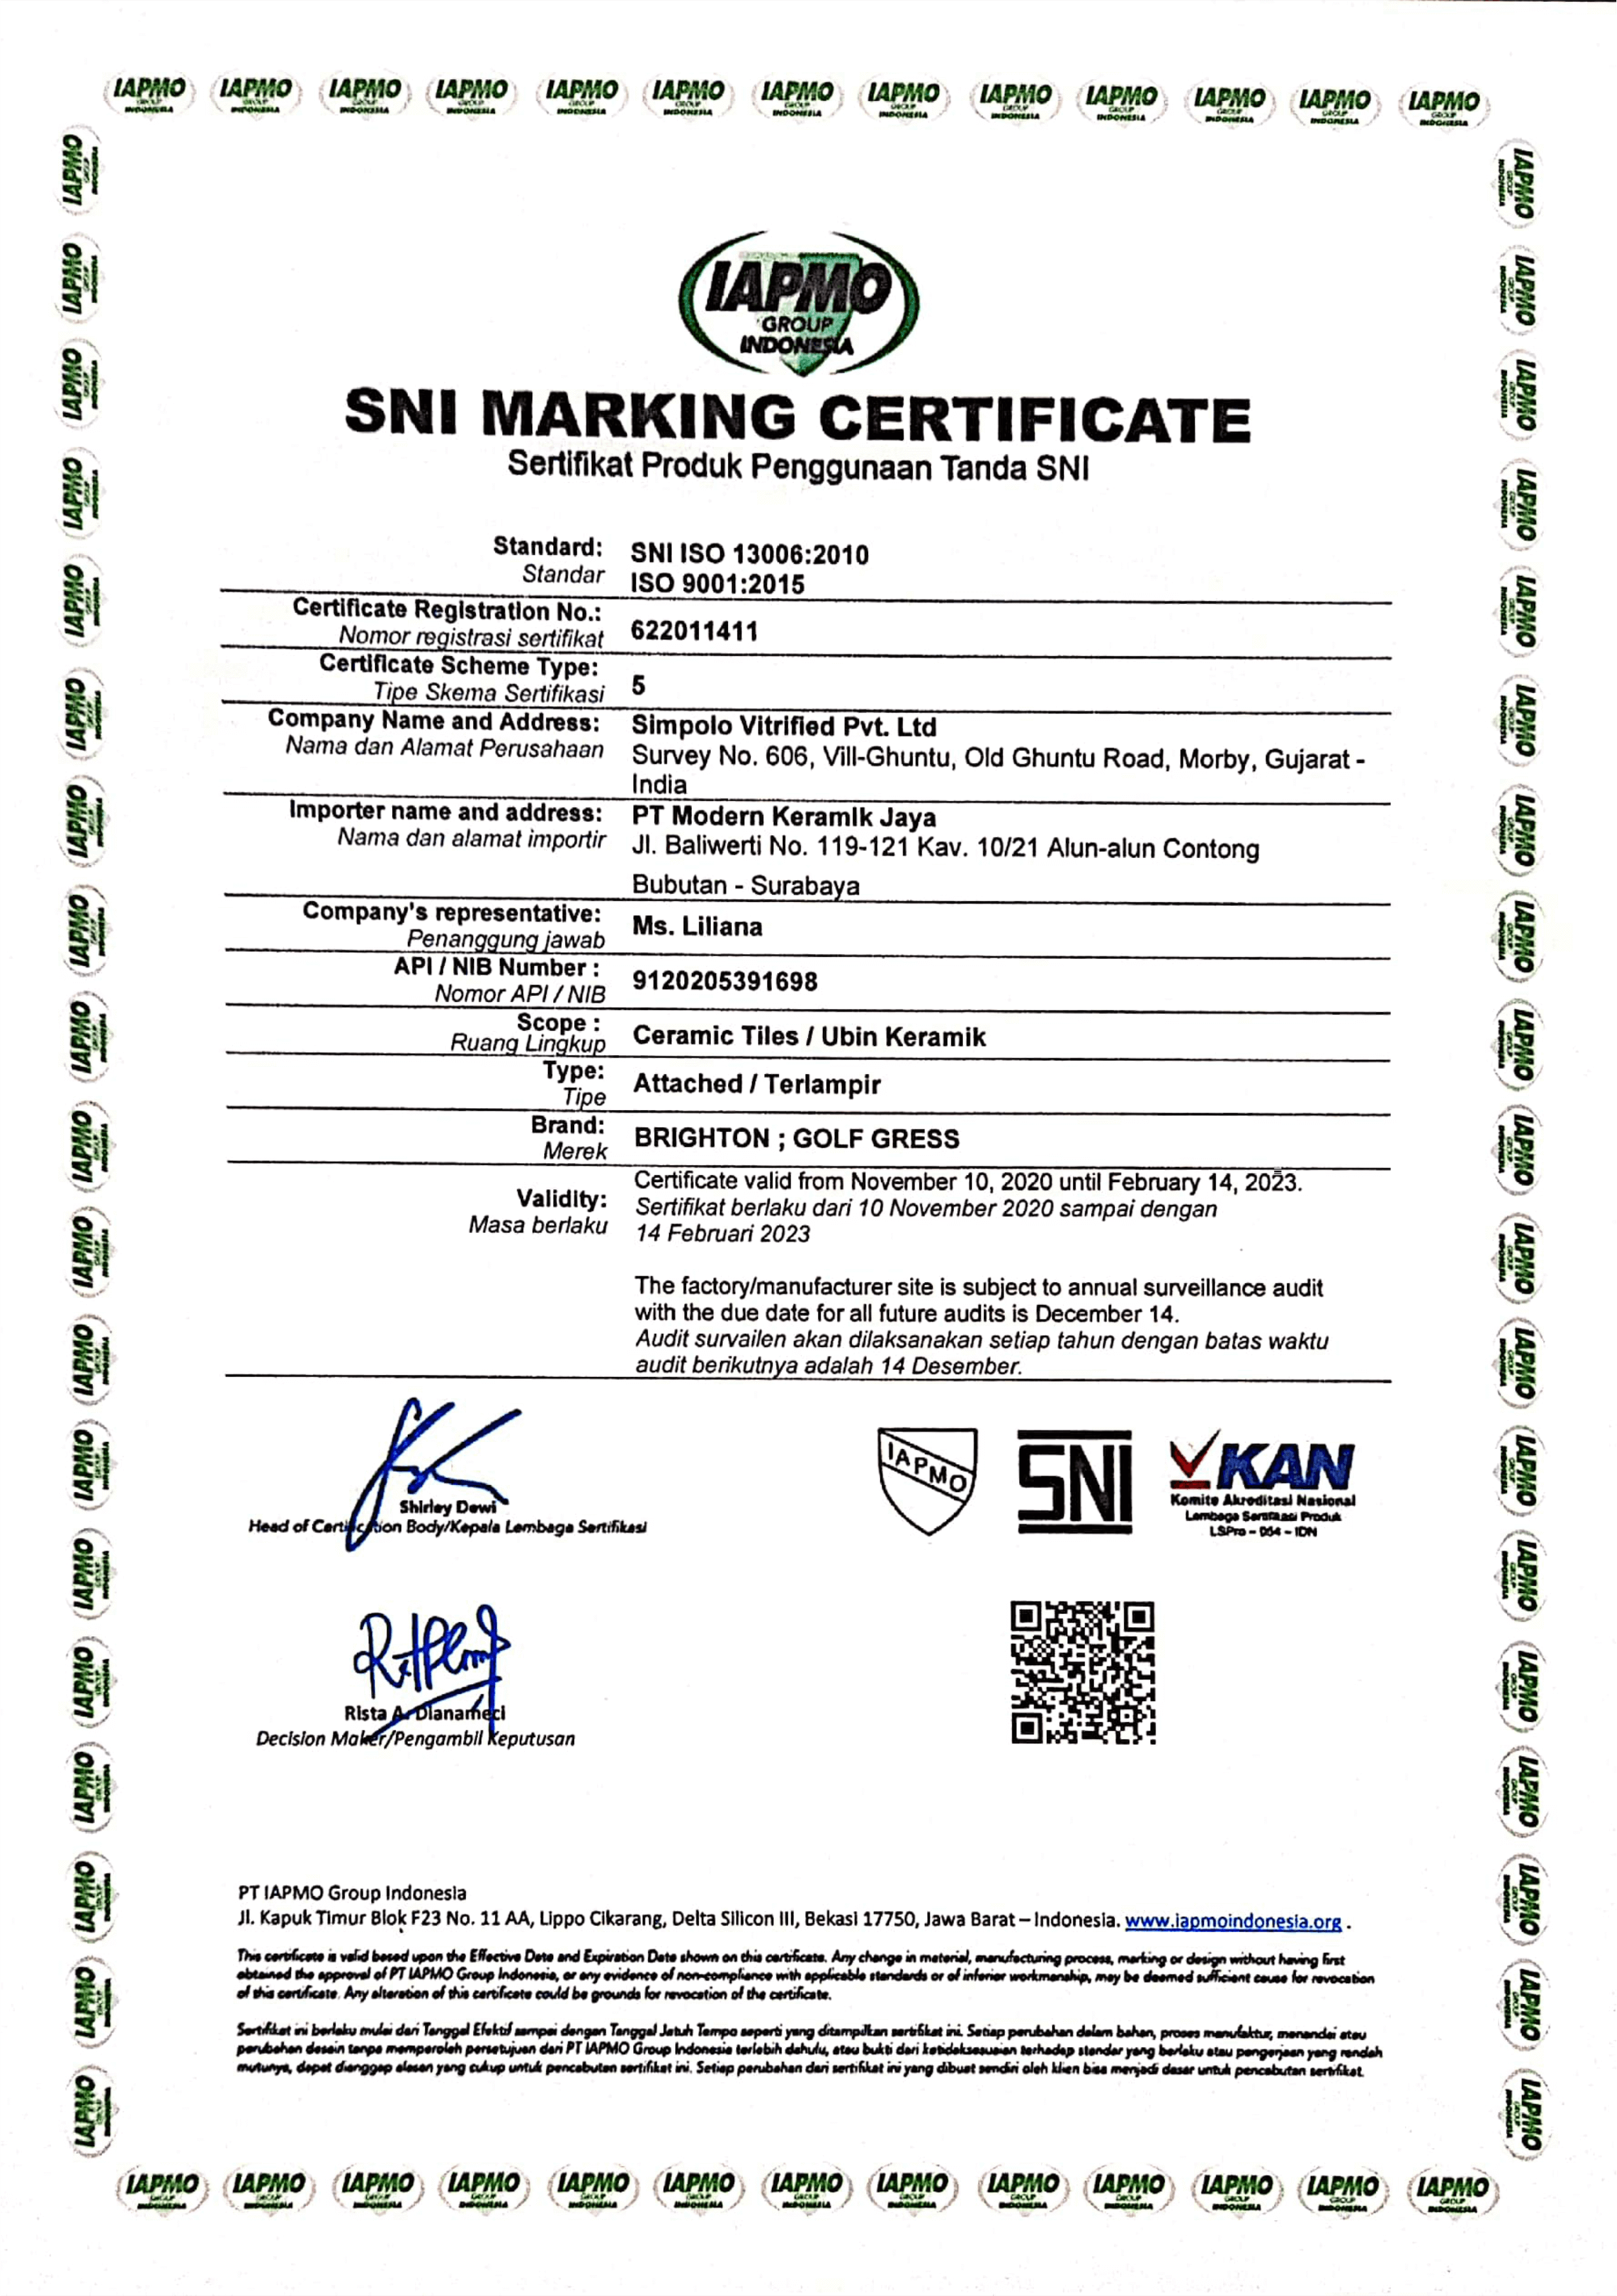 IAPMO
GROUP
INDONESIA
SNI MARKING CERTIFICATE
Sertifikat Produk Penggunaan Tanda SNI
Standard: SNI ISO 13006:2010
Standar ISO 9001:2015
Certificate Registration No.:
Nomor registrasi sertifikat 622011411
Certificate Scheme Type:
Tipe Skema Sertifikasi 5
Company Name and Address: Simpolo Vitrified Pvt. Ltd
Nama dan Alamat Perusahaan Survey No. 606, Vill-Ghuntu, Old Ghuntu Road, Morby, Gujarat -
India
Importer name and address: PT Modern Keramik Jaya
Nama dan alamat importir Jl. Baliwerti No. 119-121 Kav. 10/21 Alun-alun Contong
Bubutan - Surabaya
Company's representative: Ms. Liliana
Penanggung jawab
API / NIB Number : 9120205391698
Nomor API / NIB
Scope : Ceramic Tiles / Ubin Keramik
Ruang Lingkup
Type: Attached / Terlampir
Tipe
Brand: BRIGHTON ; GOLF GRESS
Merek
Certificate valid from November 10, 2020 until February 14, 2023.
Validity: Sertifikat berlaku dari 10 November 2020 sampai dengan
Masa berlaku 14 Februari 2023
The factory/manufacturer site is subject to annual surveillance audit
with the due date for all future audits is December 14.
Audit survailen akan dilaksanakan setiap tahun dengan batas waktu
audit berikutnya adalah 14 Desember.
Shirley Dewi
Head of Certification Body/Kepala Lembaga Sertifikasi
IAPMO
SNI
KAN
Komite Akreditasi Nasional
Lembaga Sertifikasi Produk
LSPro - 054 - IDN
Rista A. Dianameci
Decision Maker/Pengambil Keputusan
PT IAPMO Group Indonesia
Jl. Kapuk Timur Blok F23 No. 11 AA, Lippo Cikarang, Delta Silicon III, Bekasi 17750, Jawa Barat – Indonesia. www.iapmoindonesia.org .
This certificate is valid based upon the Effective Date and Expiration Date shown on this certificate. Any change in material, manufacturing process, marking or design without having first
obtained the approval of PT IAPMO Group Indonesia, or any evidence of non-compliance with applicable standards or of inferior workmanship, may be deemed sufficient cause for revocation
of this certificate. Any alteration of this certificate could be grounds for revocation of the certificate.
Sertifikat ini berlaku mulai dari Tanggal Efektif sampai dengan Tanggal Jatuh Tempo seperti yang ditampilkan sertifikat ini. Setiap perubahan dalam bahan, proses manufaktur, menandai atau
perubahan desain tanpa memperoleh persetujuan dari PT IAPMO Group Indonesia terlebih dahulu, atau bukti dari ketidaksesuaian terhadap standar yang berlaku atau pengerjaan yang rendah
mutunya, dapat dianggap alasan yang cukup untuk pencabutan sertifikat ini. Setiap perubahan dari sertifikat ini yang dibuat sendiri oleh klien bisa menjadi dasar untuk pencabutan sertifikat.